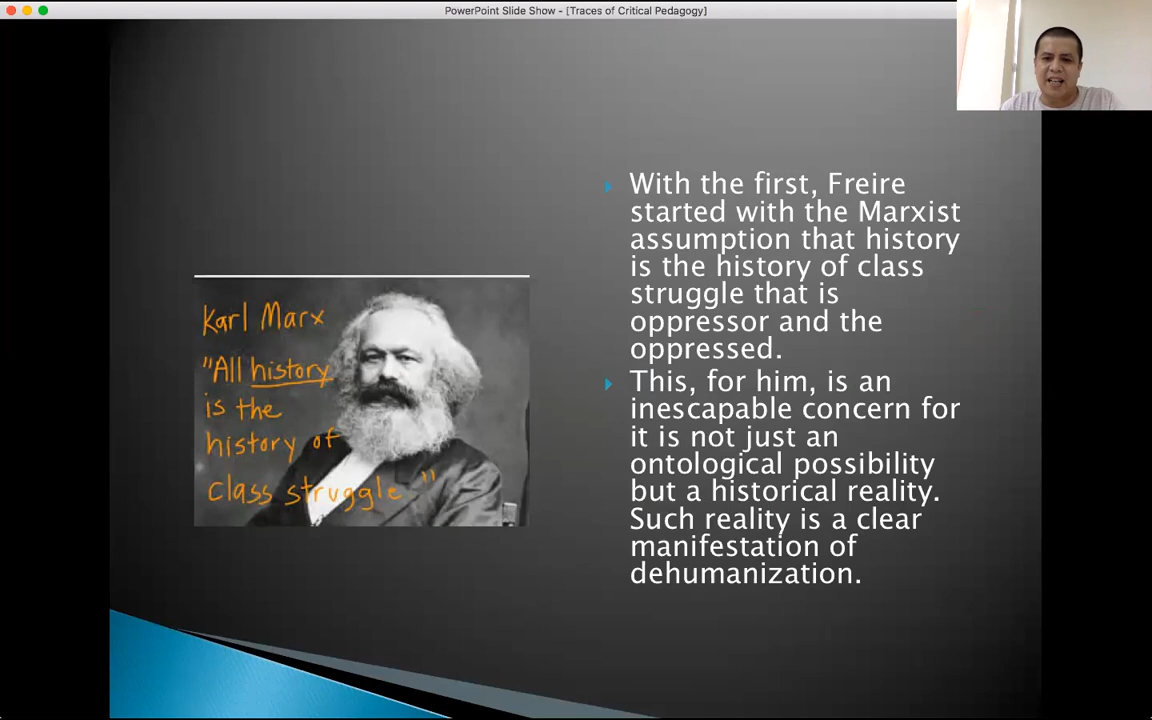 PowerPoint Slide Show - [Traces of Critical Pedagogy]
Karl Marx
"All history
is the
history of
class struggle"
With the first, Freire
started with the Marxist
assumption that history
is the history of class
struggle that is
oppressor and the
oppressed.
This, for him, is an
inescapable concern for
it is not just an
ontological possibility
but a historical reality.
Such reality is a clear
manifestation of
dehumanization.